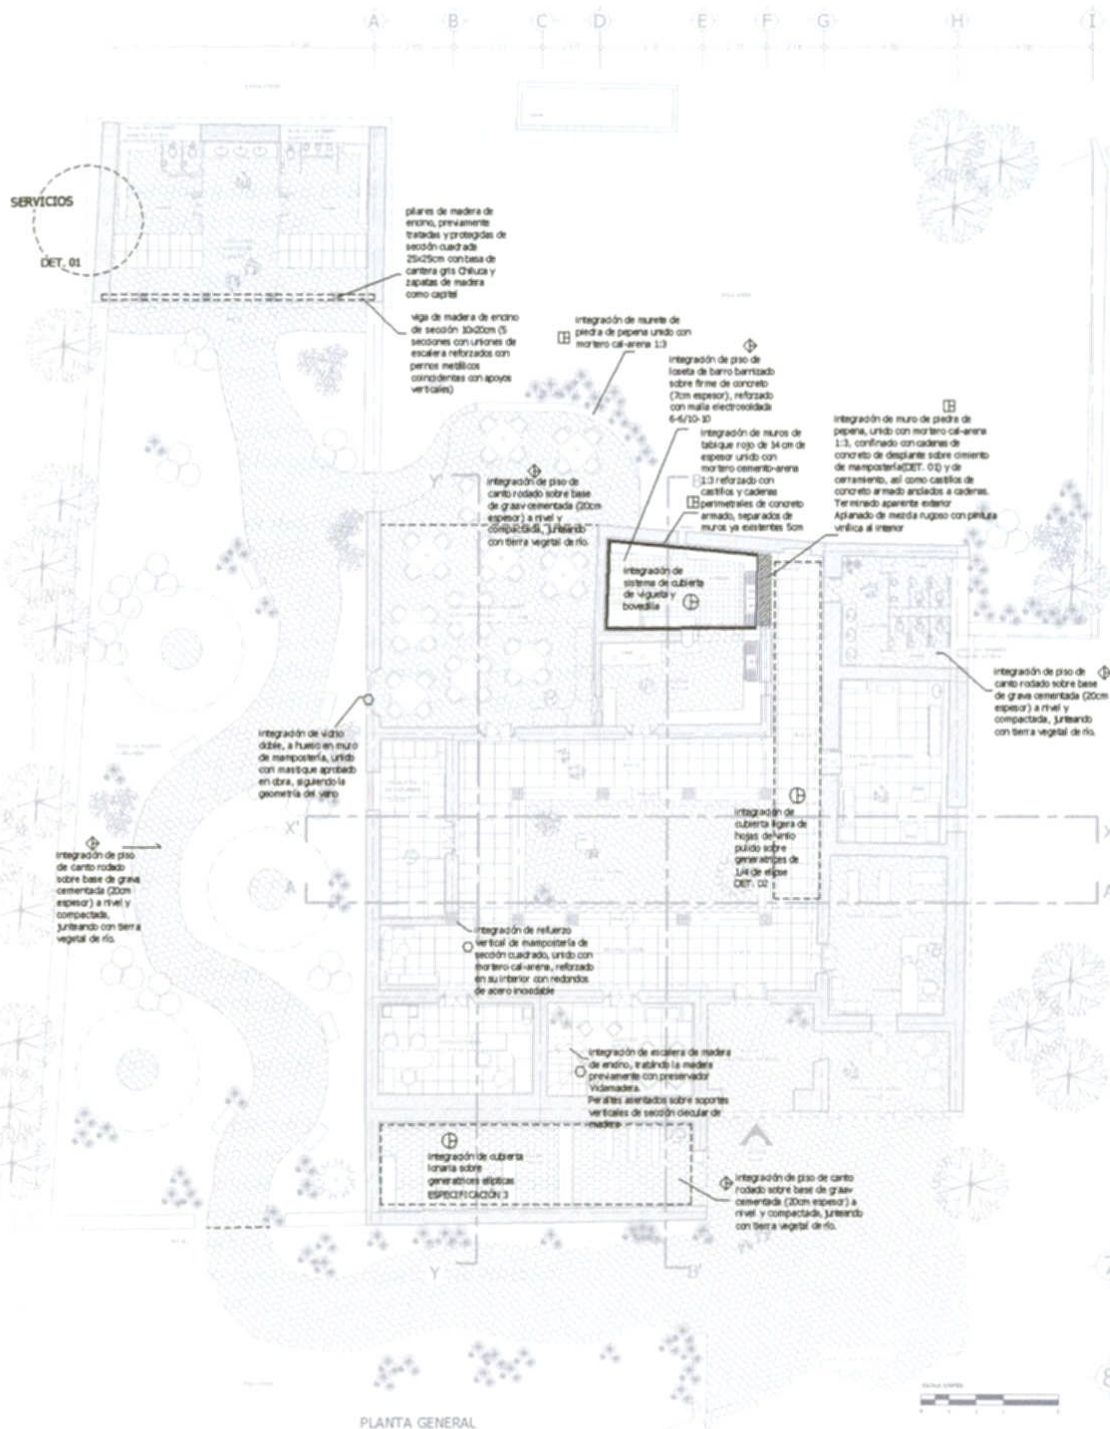 A B C D E F G H I
SERVICIOS
DET. 01
pilares de madera de
encino, previamente
tratadas y protegidas de
sección cuadrada
25x25cm con basa de
cantera gris Chiluca y
zapatas de madera
como capitel
viga de madera de encino
de sección 10x20cm (5
secciones con uniones de
escalera reforzados con
pernos metálicos
coincidentes con apoyos
verticales)
Integración de murete de
piedra de pepena unido con
mortero cal-arena 1:3
Integración de piso de
loseta de barro barnizado
sobre firme de concreto
(7cm espesor), reforzado
con malla electrosoldada
6-6/10-10
Integración de muros de
tabique rojo de 14 cm de
espesor unido con
mortero cemento-arena
1:3 reforzado con
castillos y cadenas
perimetrales de concreto
armado, separados de
muros ya existentes 5cm
Integración de muro de piedra de
pepena, unido con mortero cal-arena
1:3, confinado con cadenas de
concreto de desplante sobre cimiento
de mampostería(DET. 01) y de
cerramiento, así como castillos de
concreto armado anclados a cadenas.
Terminado aparente exterior
Aplanado de mezcla rugoso con pintura
vinílica al interior
Y'
B
Integración de piso de
canto rodado sobre base
de graav cementada (20cm
espesor) a nivel y
compactada, junteando
con tierra vegetal de río.
Integración de
sistema de cubierta
de vigueta y
bovedilla
Integración de piso de
canto rodado sobre base
de grava cementada (20cm
espesor) a nivel y
compactada, junteando
con tierra vegetal de río.
Integración de vidrio
doble, a hueso en muro
de mampostería, unido
con mastique aprobado
en obra, siguiendo la
geometría del vano
Integración de
cubierta ligera de
hojas de vinilo
pulido sobre
generatrices de
1/4 de elipse
DET. 02
X' X
A A
Integración de piso
de canto rodado
sobre base de grava
cementada (20cm
espesor) a nivel y
compactada,
junteando con tierra
vegetal de río.
Integración de refuerzo
vertical de mampostería de
sección cuadrado, unido con
mortero cal-arena, reforzado
en su interior con redondos
de acero inoxidable
Integración de escalera de madera
de encino, tratando la madera
previamente con preservador
Vidamadera.
Peraltes asentados sobre soportes
verticales de sección ciecular de
madera
Integración de cubierta
lonaria sobre
generatrices elípticas
ESPECIFICACIÓN 3
Integración de piso de canto
rodado sobre base de graav
cementada (20cm espesor) a
nivel y compactada, junteando
con tierra vegetal de río.
Y B'
7
8
PLANTA GENERAL